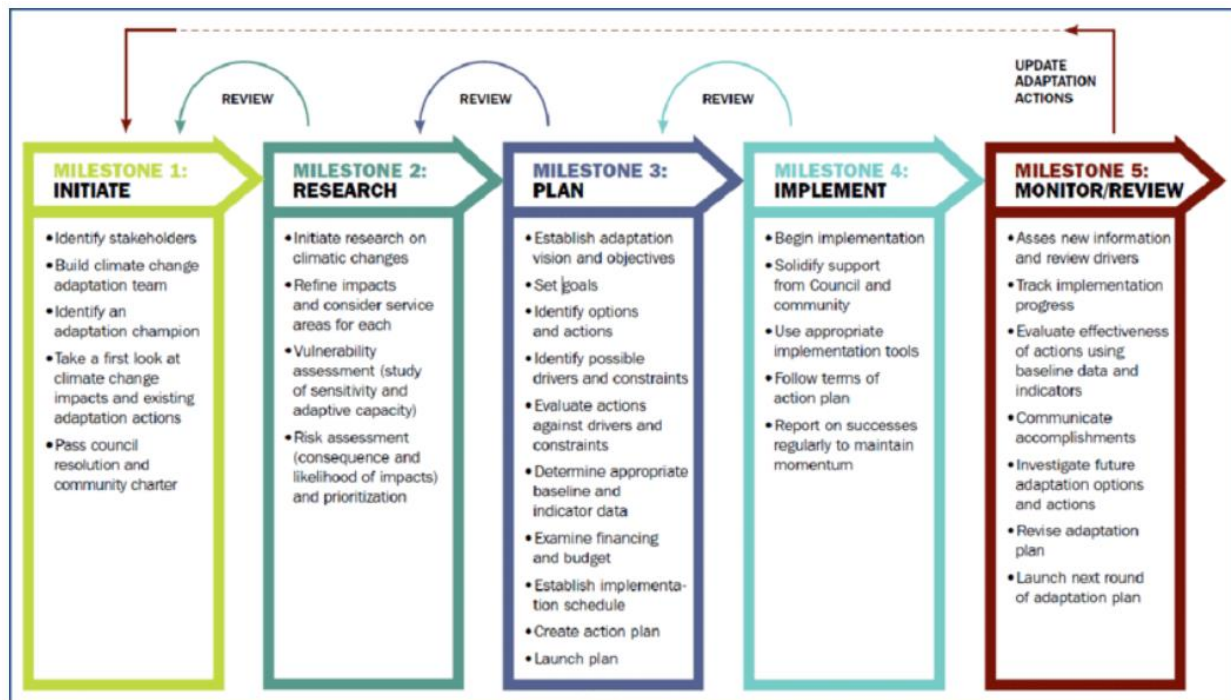 UPDATE
ADAPTATION
ACTIONS
REVIEW
REVIEW
REVIEW
MILESTONE 1:
INITIATE
• Identify stakeholders
• Build climate change
adaptation team
• Identify an
adaptation champion
• Take a first look at
climate change
impacts and existing
adaptation actions
• Pass council
resolution and
community charter
MILESTONE 2:
RESEARCH
• Initiate research on
climatic changes
• Refine impacts
and consider service
areas for each
• Vulnerability
assessment (study
of sensitivity and
adaptive capacity)
• Risk assessment
(consequence and
likelihood of impacts)
and prioritization
MILESTONE 3:
PLAN
• Establish adaptation
vision and objectives
• Set goals
• Identify options
and actions
• Identify possible
drivers and constraints
• Evaluate actions
against drivers and
constraints
• Determine appropriate
baseline and
indicator data
• Examine financing
and budget
• Establish implementa-
tion schedule
• Create action plan
• Launch plan
MILESTONE 4:
IMPLEMENT
• Begin implementation
• Solidify support
from Council and
community
• Use appropriate
implementation tools
• Follow terms of
action plan
• Report on successes
regularly to maintain
momentum
MILESTONE 5:
MONITOR/REVIEW
• Asses new information
and review drivers
• Track implementation
progress
• Evaluate effectiveness
of actions using
baseline data and
indicators
• Communicate
accomplishments
• Investigate future
adaptation options
and actions
• Revise adaptation
plan
• Launch next round
of adaptation plan